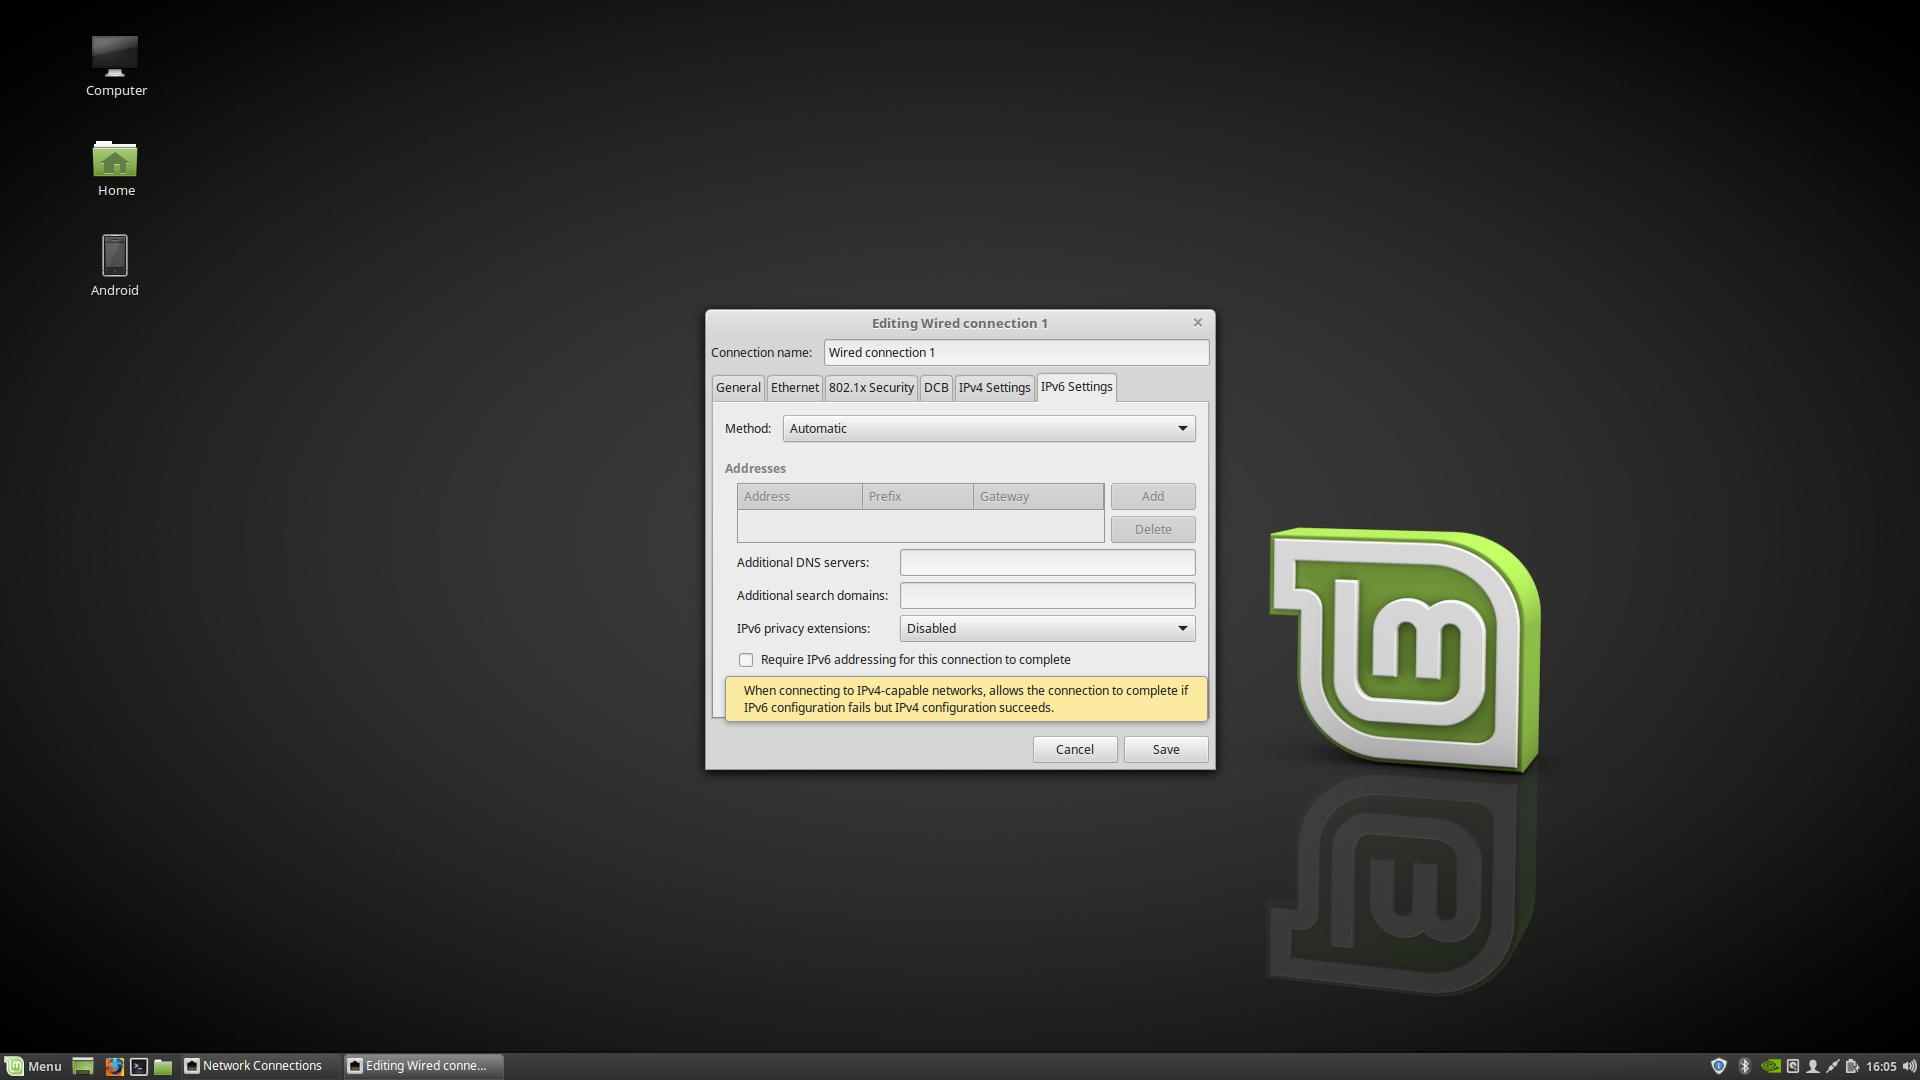 Computer
Home
Android
Editing Wired connection 1
Connection name: Wired connection 1
General Ethernet 802.1x Security DCB IPv4 Settings IPv6 Settings
Method: Automatic
Addresses
Address Prefix Gateway Add
Delete
Additional DNS servers:
Additional search domains:
IPv6 privacy extensions: Disabled
Require IPv6 addressing for this connection to complete
When connecting to IPv4-capable networks, allows the connection to complete if
IPv6 configuration fails but IPv4 configuration succeeds.
Cancel Save
Menu Network Connections Editing Wired conne... 16:05